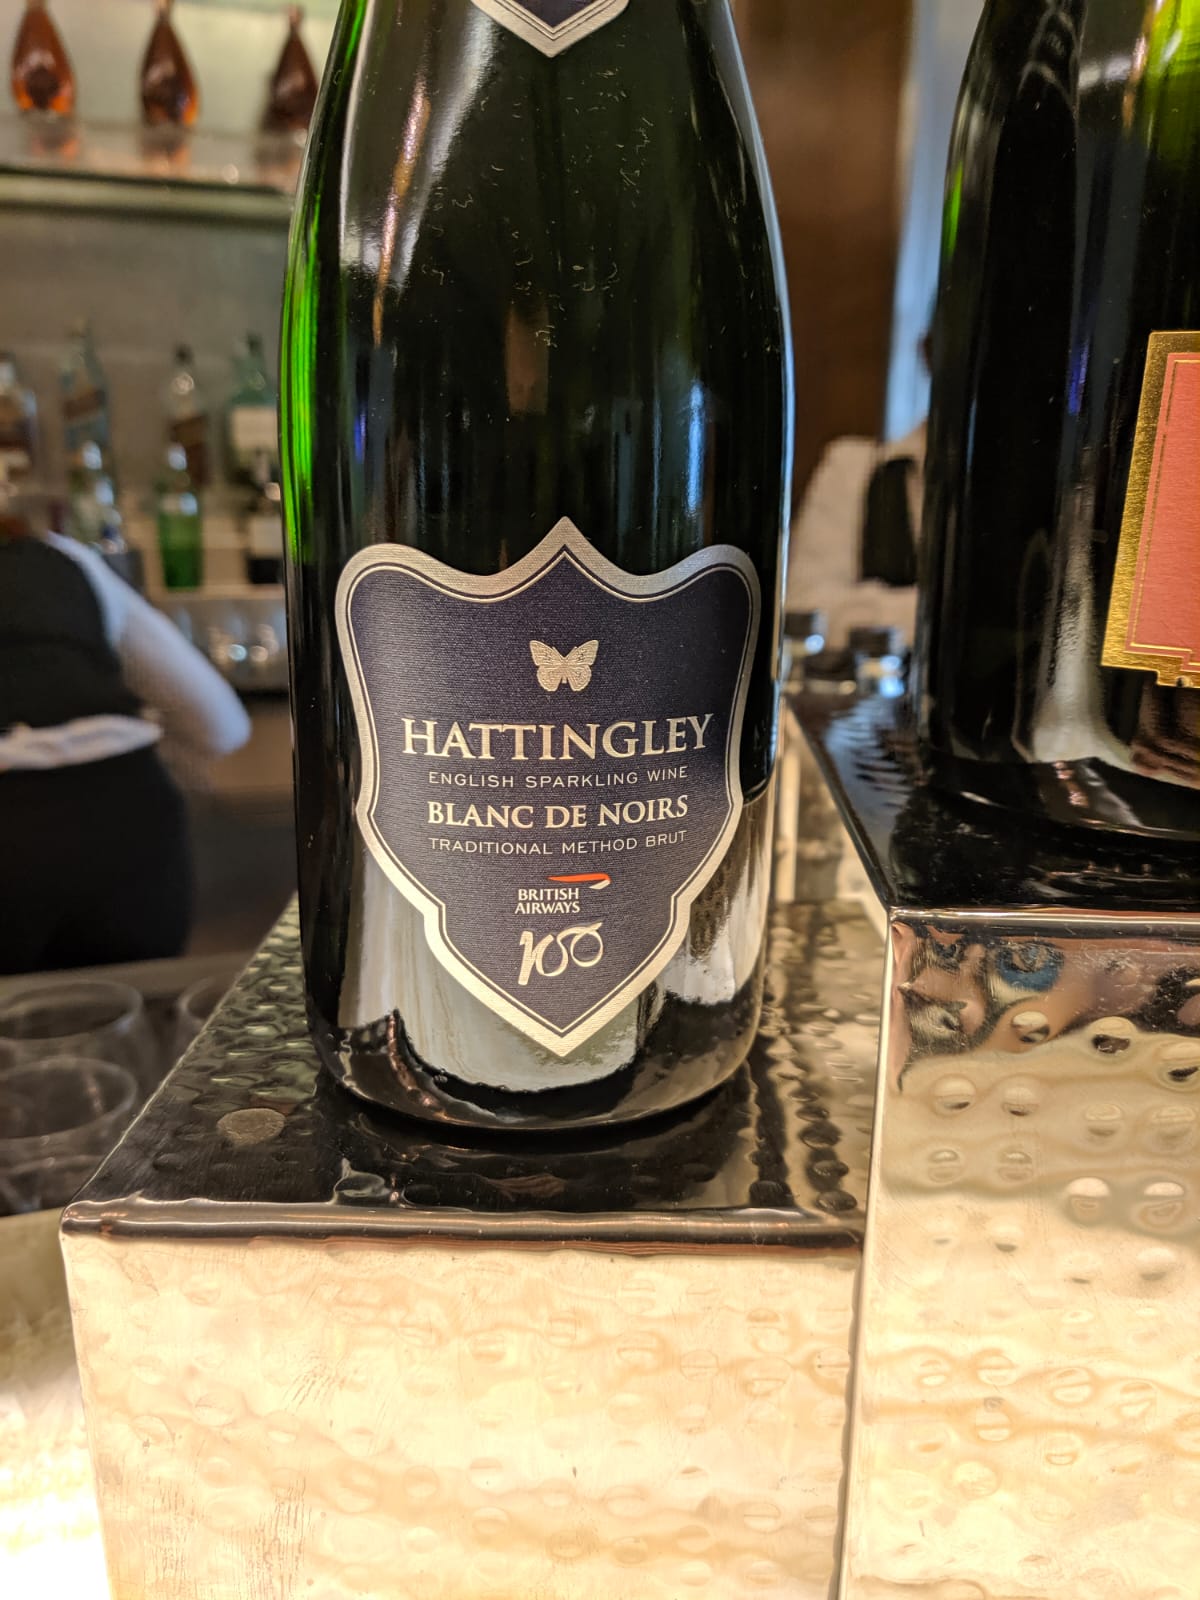 HATTINGLEY
ENGLISH SPARKLING WINE
BLANC DE NOIRS
TRADITIONAL METHOD BRUT
BRITISH
AIRWAYS
100